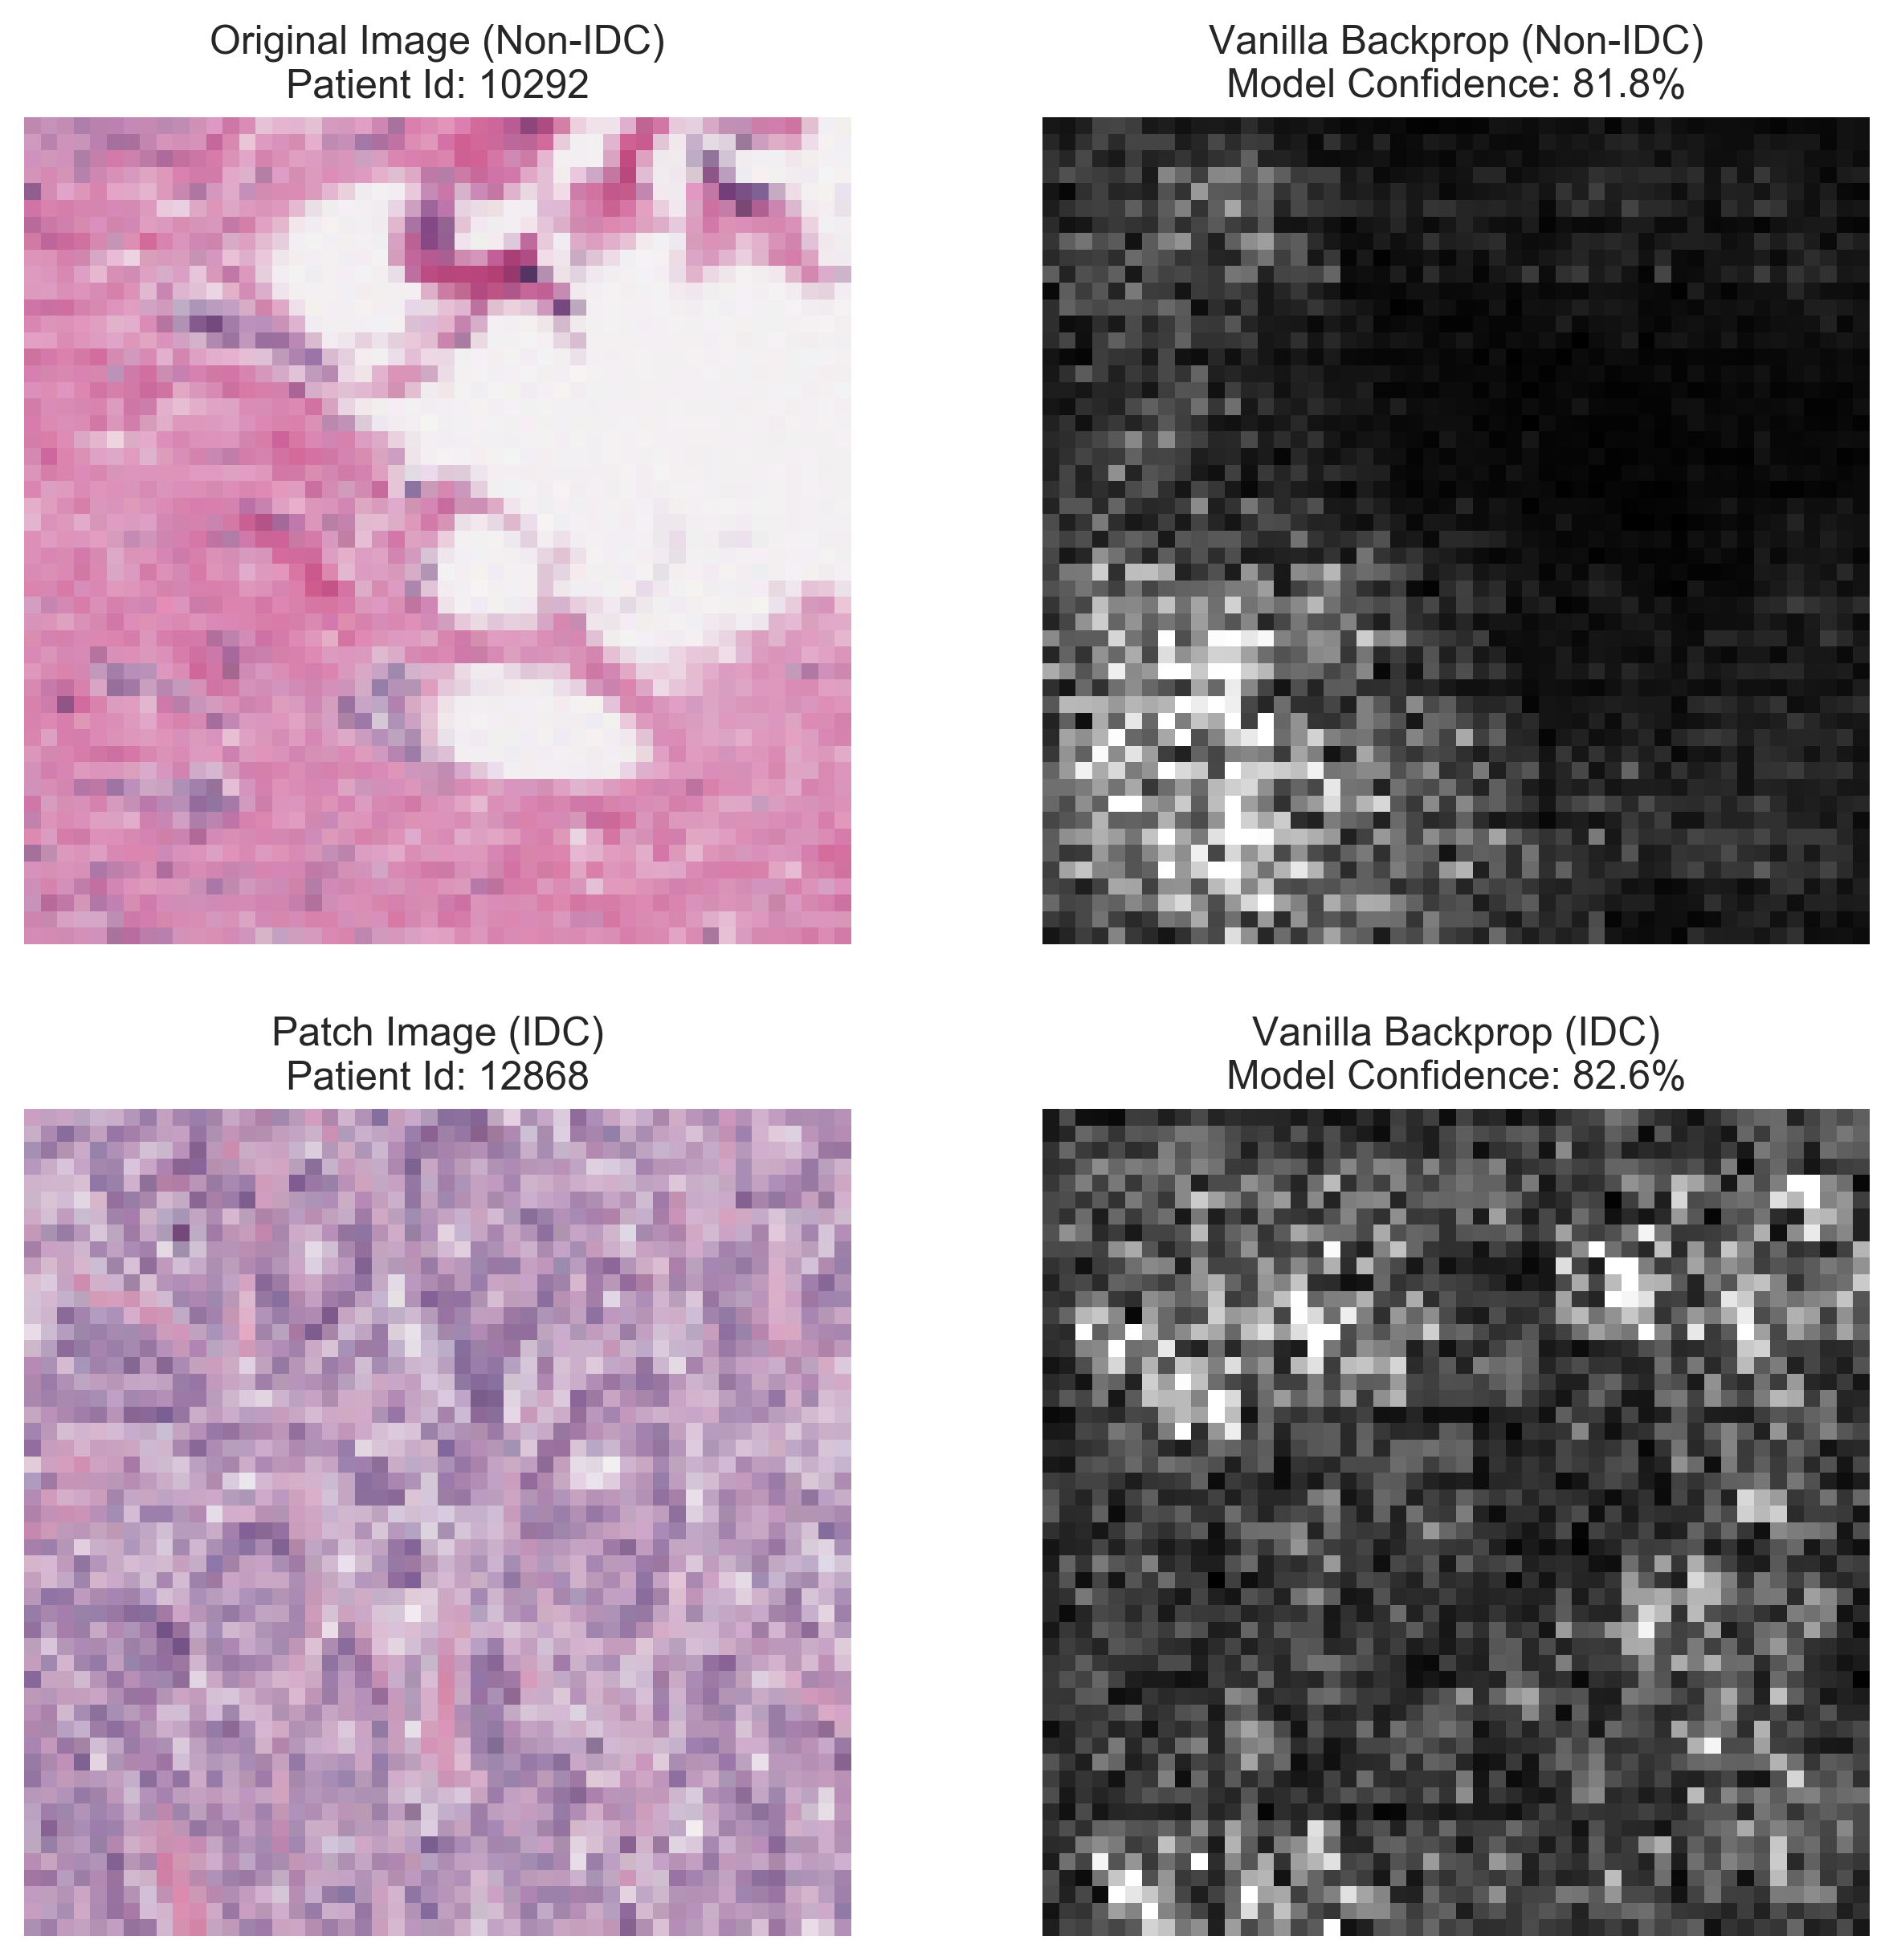 Original Image (Non-IDC)
Patient Id: 10292
Vanilla Backprop (Non-IDC)
Model Confidence: 81.8%
Patch Image (IDC)
Patient Id: 12868
Vanilla Backprop (IDC)
Model Confidence: 82.6%